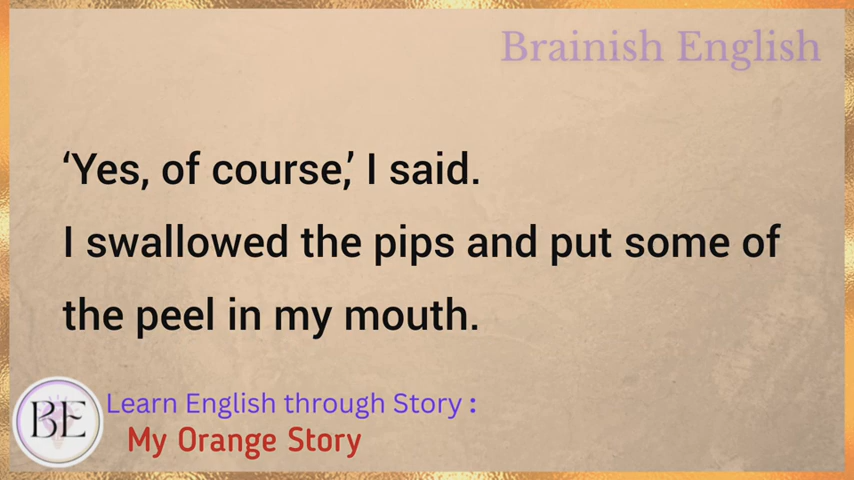 Brainish English
‘Yes, of course,’ I said.
I swallowed the pips and put some of
the peel in my mouth.
BE
Learn English through Story :
My Orange Story